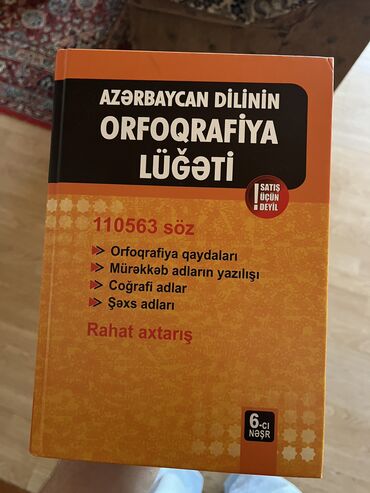 AZƏRBAYCAN DİLİNİN
ORFOQRAFİYA
LÜĞƏTİ
! SATIŞ
ÜÇÜN
DEYİL
110563 söz
Orfoqrafiya qaydaları
Mürəkkəb adların yazılışı
Coğrafi adlar
Şəxs adları
Rahat axtarış
6-CI
NƏŞR